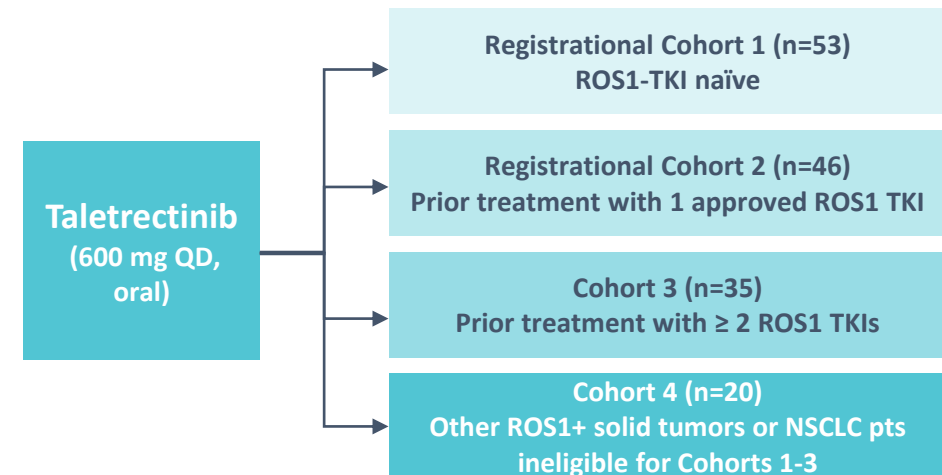 Taletrectinib
(600 mg QD,
oral)
Registrational Cohort 1 (n=53)
ROS1-TKI naïve
Registrational Cohort 2 (n=46)
Prior treatment with 1 approved ROS1 TKI
Cohort 3 (n=35)
Prior treatment with ≥ 2 ROS1 TKIs
Cohort 4 (n=20)
Other ROS1+ solid tumors or NSCLC pts
ineligible for Cohorts 1-3